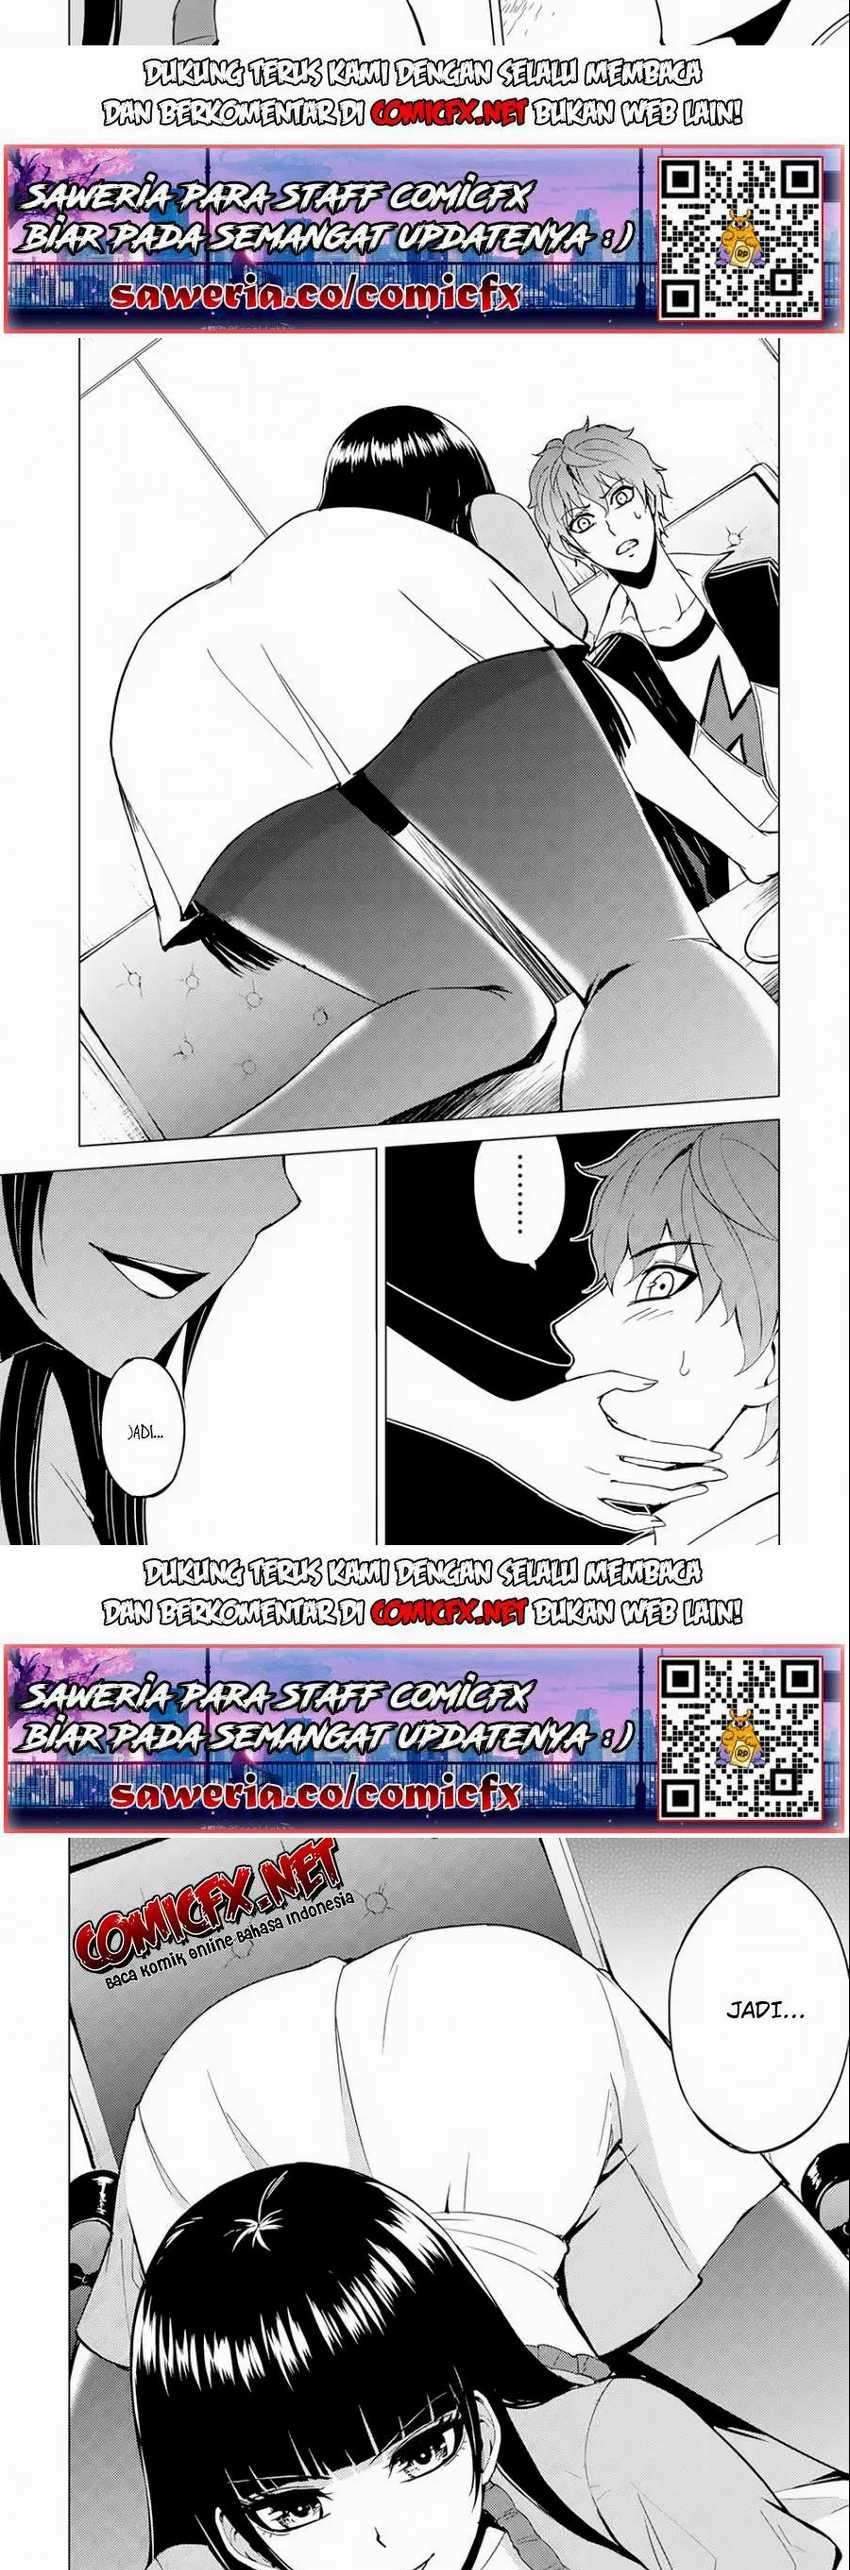 DUKUNG TERUS KAMI DENGAN SELALU MEMBACA
DAN BERKOMENTAR DI COMICFX.NET BUKAN WEB LAIN!
SAWERIA PARA STAFF COMICFX
BIAR PADA SEMANGAT UPDATENYA :)
saweria.co/comicfx
.........
JADI...
DUKUNG TERUS KAMI DENGAN SELALU MEMBACA
DAN BERKOMENTAR DI COMICFX.NET BUKAN WEB LAIN!
SAWERIA PARA STAFF COMICFX
BIAR PADA SEMANGAT UPDATENYA :)
saweria.co/comicfx
COMICFX.NET
Baca Komik Online Bahasa Indonesia
JADI...